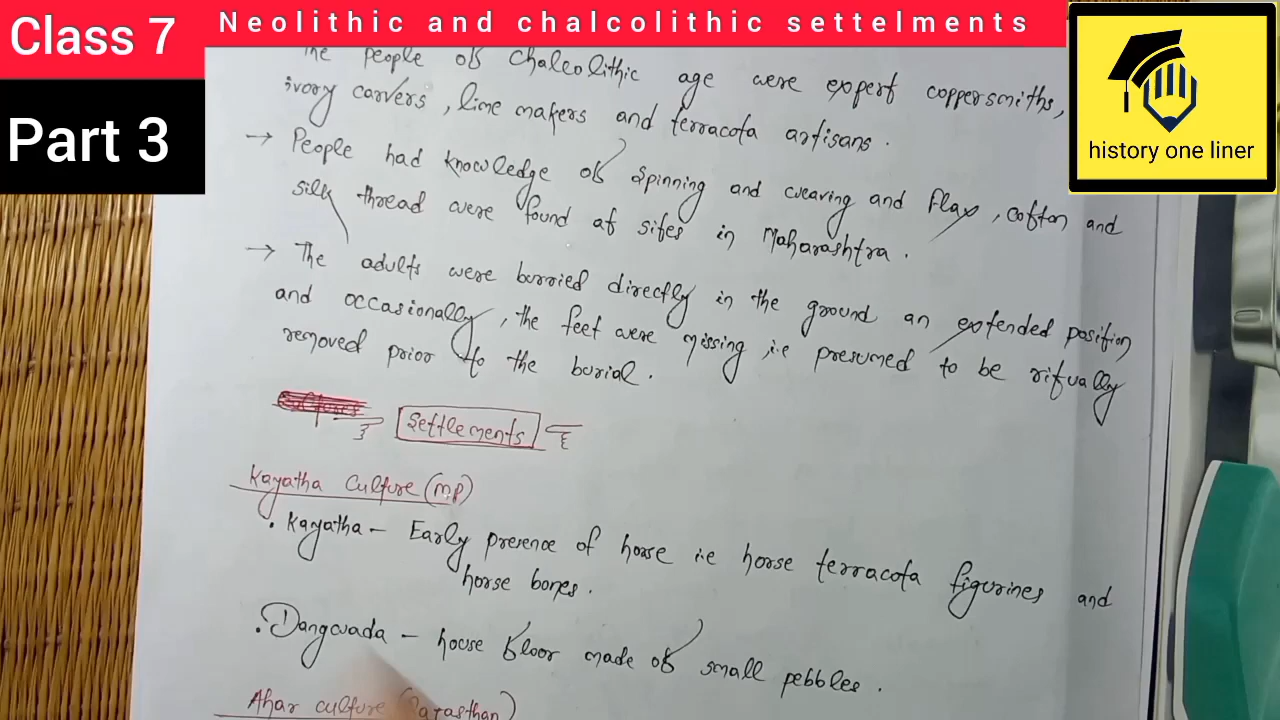 Class 7
Neolithic and chalcolithic settelments
Part 3
history one liner
The people of Chalcolithic age were expert coppersmiths,
ivory carvers, lime makers and terracota artisans.
→ People had knowledge of spinning and weaving and flax, cotton and
silk thread were found at sites in Maharashtra.
→ The adults were burried directly in the ground an extended position
and occasionally, the feet were missing i.e presumed to be ritually
removed prior to the burial.
Settlements
Kayatha Culture (MP)
• Kayatha – Early presence of horse i.e horse terracota figurines and
horse bones.
• Dangwada – house floor made of small pebbles.
Ahar culture (Rajasthan)